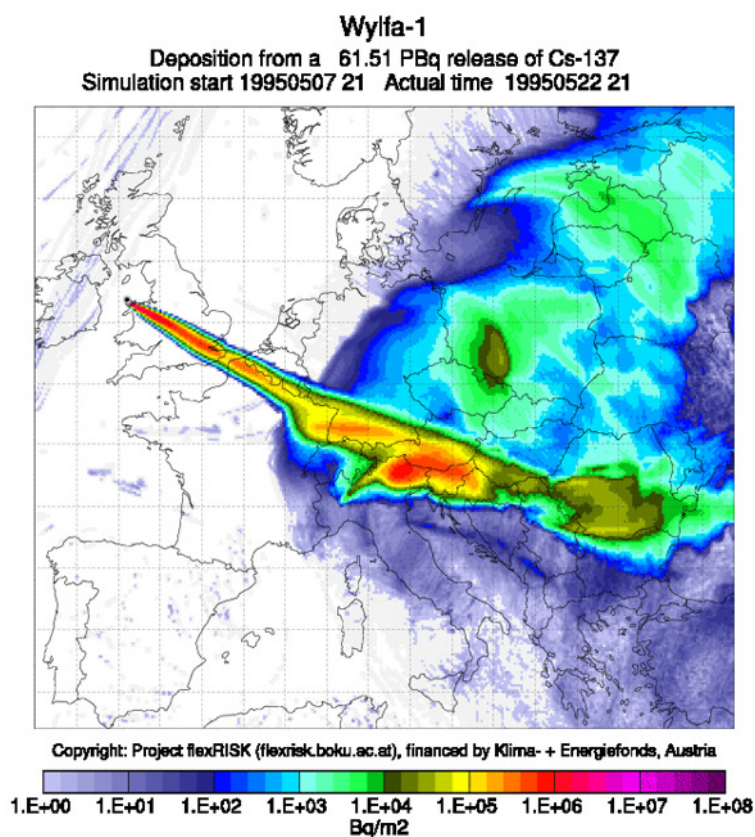 Wylfa-1
Deposition from a 61.51 PBq release of Cs-137
Simulation start 19950507 21 Actual time 19950522 21
Copyright: Project flexRISK (flexrisk.boku.ac.at), financed by Klima- + Energiefonds, Austria
1.E+00 1.E+01 1.E+02 1.E+03 1.E+04 1.E+05 1.E+06 1.E+07 1.E+08
Bq/m2